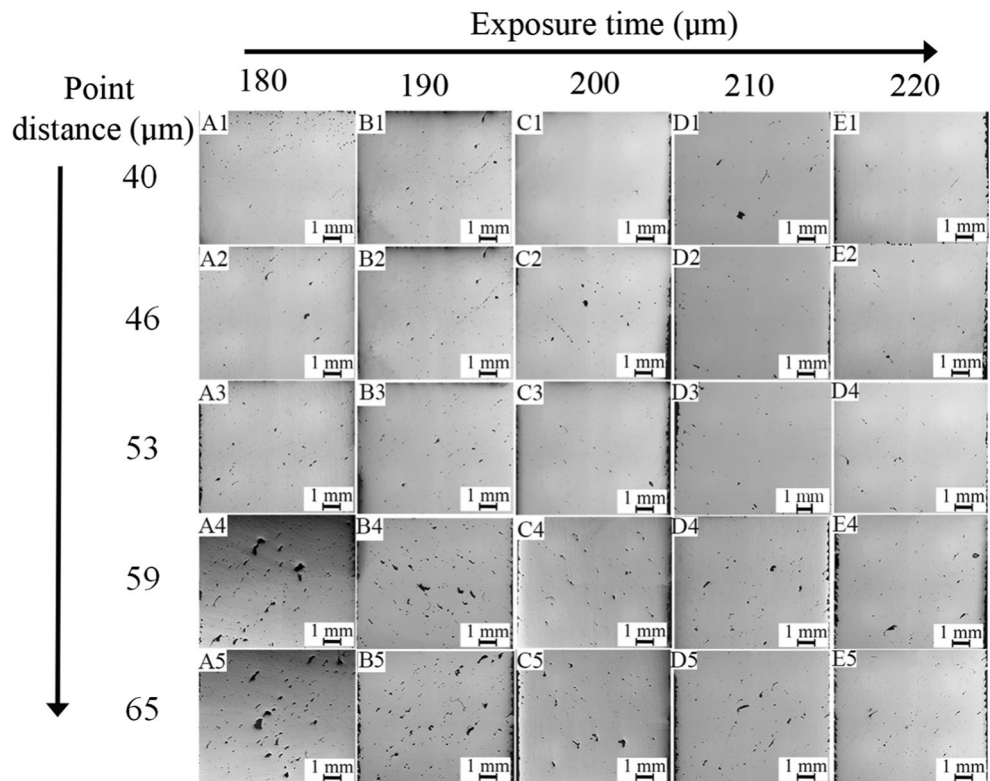 Exposure time (μm)
Point
distance (μm)
180 190 200 210 220
40
A1 B1 C1 D1 E1
1 mm 1 mm 1 mm 1 mm 1 mm
46
A2 B2 C2 D2 E2
1 mm 1 mm 1 mm 1 mm 1 mm
53
A3 B3 C3 D3 D4
1 mm 1 mm 1 mm 1 mm 1 mm
59
A4 B4 C4 D4 E4
1 mm 1 mm 1 mm 1 mm 1 mm
65
A5 B5 C5 D5 E5
1 mm 1 mm 1 mm 1 mm 1 mm